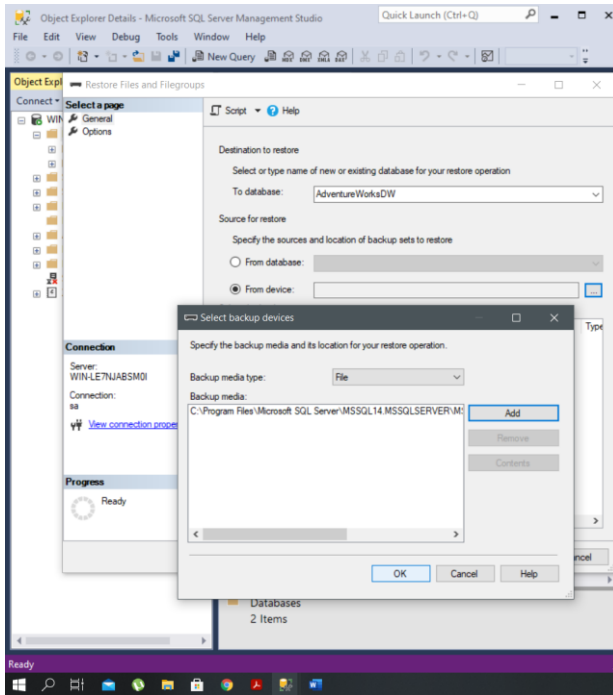 Object Explorer Details - Microsoft SQL Server Management Studio
Quick Launch (Ctrl+Q)
File Edit View Debug Tools Window Help
New Query
Object Expl
Restore Files and Filegroups
Connect
Select a page
General
Options
Script Help
Destination to restore
Select or type name of new or existing database for your restore operation
To database: AdventureWorksDW
Source for restore
Specify the sources and location of backup sets to restore
From database:
From device:
...
Type
Select backup devices
Specify the backup media and its location for your restore operation.
Backup media type: File
Backup media:
C:\Program Files\Microsoft SQL Server\MSSQL14.MSSQLSERVER\M
Add
Remove
Contents
OK Cancel Help
Connection
Server:
WIN-LE7NJABSM0I
Connection:
sa
View connection proper
Progress
Ready
ncel
Databases
2 Items
Ready